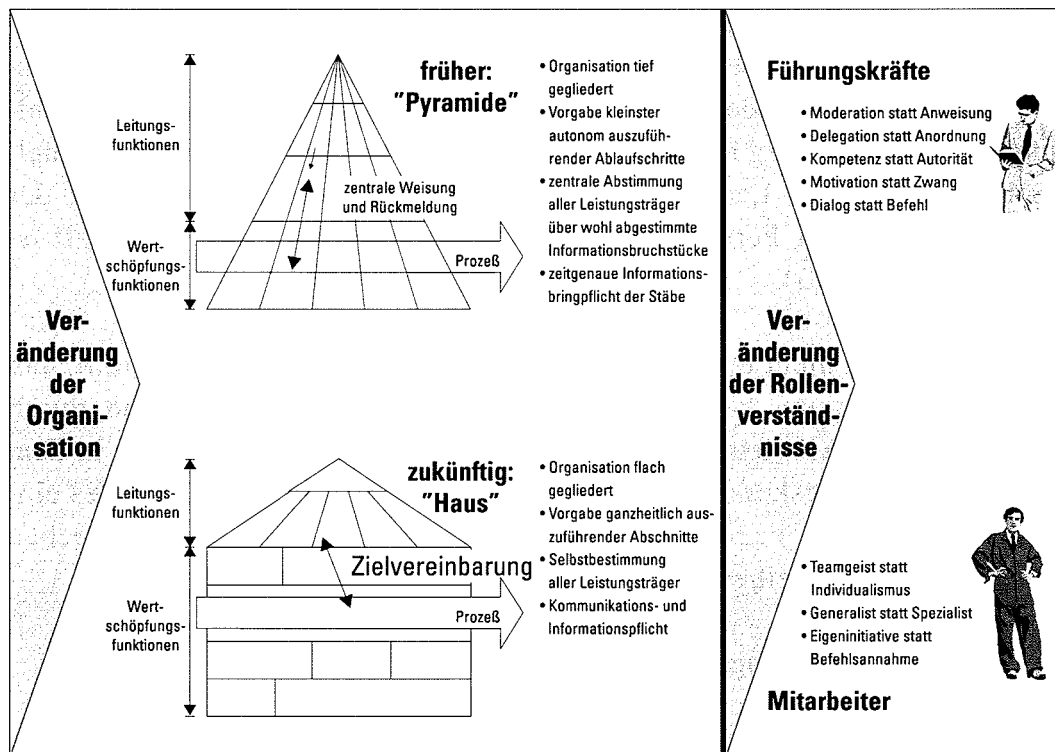 Ver-
änderung
der
Organi-
sation
Leitungs-
funktionen
Wert-
schöpfungs-
funktionen
früher:
"Pyramide"
zentrale Weisung
und Rückmeldung
Prozeß
• Organisation tief
gegliedert
• Vorgabe kleinster
autonom auszufüh-
render Ablaufschritte
• zentrale Abstimmung
aller Leistungsträger
über wohl abgestimmte
Informationsbruchstücke
• zeitgenaue Informations-
bringpflicht der Stäbe
Leitungs-
funktionen
Wert-
schöpfungs-
funktionen
zukünftig:
"Haus"
Zielvereinbarung
Prozeß
• Organisation flach
gegliedert
• Vorgabe ganzheitlich aus-
zuführender Abschnitte
• Selbstbestimmung
aller Leistungsträger
• Kommunikations- und
Informationspflicht
Ver-
änderung
der Rollen-
verständ-
nisse
Führungskräfte
• Moderation statt Anweisung
• Delegation statt Anordnung
• Kompetenz statt Autorität
• Motivation statt Zwang
• Dialog statt Befehl
• Teamgeist statt
Individualismus
• Generalist statt Spezialist
• Eigeninitiative statt
Befehlsannahme
Mitarbeiter